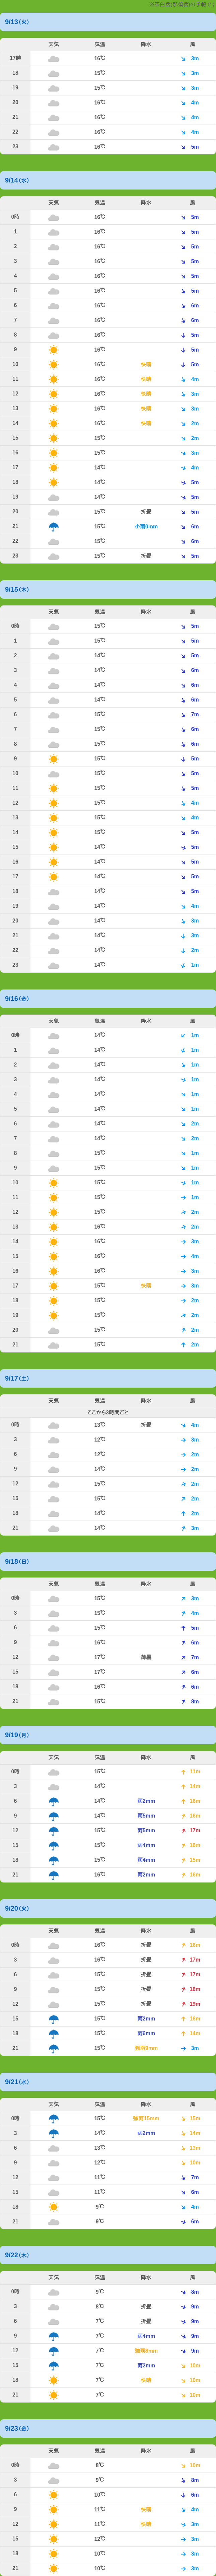 ※茶臼岳(那須岳)の予報です
9/13(火)
天気 気温 降水 風
17時 16℃ 3m
18 15℃ 3m
19 15℃ 3m
20 16℃ 4m
21 16℃ 4m
22 16℃ 4m
23 16℃ 5m
9/14(水)
天気 気温 降水 風
0時 16℃ 5m
1 16℃ 5m
2 16℃ 5m
3 16℃ 5m
4 16℃ 5m
5 16℃ 5m
6 16℃ 6m
7 16℃ 6m
8 16℃ 5m
9 16℃ 5m
10 16℃ 快晴 5m
11 16℃ 快晴 4m
12 16℃ 快晴 3m
13 16℃ 快晴 3m
14 16℃ 快晴 2m
15 15℃ 2m
16 15℃ 3m
17 14℃ 4m
18 14℃ 5m
19 14℃ 5m
20 15℃ 折曇 5m
21 15℃ 小雨0mm 6m
22 15℃ 6m
23 15℃ 折曇 5m
9/15(木)
天気 気温 降水 風
0時 15℃ 5m
1 15℃ 5m
2 14℃ 5m
3 14℃ 6m
4 14℃ 6m
5 14℃ 6m
6 15℃ 7m
7 15℃ 6m
8 15℃ 6m
9 15℃ 5m
10 15℃ 5m
11 15℃ 5m
12 15℃ 4m
13 15℃ 4m
14 15℃ 5m
15 14℃ 5m
16 14℃ 5m
17 14℃ 5m
18 14℃ 5m
19 14℃ 4m
20 14℃ 3m
21 14℃ 3m
22 14℃ 2m
23 14℃ 1m
9/16(金)
天気 気温 降水 風
0時 14℃ 1m
1 14℃ 1m
2 14℃ 1m
3 14℃ 1m
4 14℃ 1m
5 14℃ 1m
6 14℃ 2m
7 14℃ 2m
8 15℃ 1m
9 15℃ 1m
10 15℃ 1m
11 15℃ 1m
12 15℃ 2m
13 16℃ 2m
14 16℃ 3m
15 16℃ 4m
16 16℃ 3m
17 15℃ 快晴 3m
18 15℃ 2m
19 15℃ 2m
20 15℃ 2m
21 15℃ 2m
9/17(土)
天気 気温 降水 風
ここから3時間ごと
0時 13℃ 折曇 4m
3 12℃ 3m
6 12℃ 2m
9 14℃ 2m
12 15℃ 2m
15 15℃ 2m
18 14℃ 2m
21 14℃ 3m
9/18(日)
天気 気温 降水 風
0時 15℃ 3m
3 15℃ 4m
6 15℃ 5m
9 16℃ 6m
12 17℃ 薄曇 7m
15 17℃ 6m
18 16℃ 6m
21 15℃ 8m
9/19(月)
天気 気温 降水 風
0時 15℃ 11m
3 14℃ 14m
6 14℃ 雨2mm 16m
9 14℃ 雨5mm 16m
12 15℃ 雨5mm 17m
15 15℃ 雨4mm 16m
18 15℃ 雨4mm 15m
21 16℃ 雨2mm 16m
9/20(火)
天気 気温 降水 風
0時 16℃ 折曇 16m
3 16℃ 折曇 17m
6 15℃ 折曇 17m
9 15℃ 折曇 18m
12 15℃ 折曇 19m
15 15℃ 雨2mm 16m
18 15℃ 雨6mm 14m
21 15℃ 強雨9mm 3m
9/21(水)
天気 気温 降水 風
0時 15℃ 強雨15mm 15m
3 14℃ 雨2mm 14m
6 13℃ 13m
9 12℃ 10m
12 11℃ 7m
15 11℃ 6m
18 9℃ 4m
21 9℃ 6m
9/22(木)
天気 気温 降水 風
0時 9℃ 8m
3 8℃ 折曇 9m
6 7℃ 折曇 9m
9 7℃ 雨4mm 9m
12 7℃ 強雨8mm 9m
15 7℃ 雨2mm 10m
18 7℃ 快晴 10m
21 7℃ 10m
9/23(金)
天気 気温 降水 風
0時 8℃ 10m
3 9℃ 8m
6 10℃ 6m
9 11℃ 快晴 4m
12 11℃ 快晴 3m
15 12℃ 3m
18 10℃ 3m
21 10℃ 3m